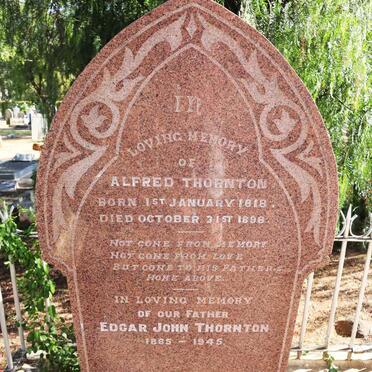 IN
LOVING MEMORY
OF
ALFRED THORNTON
BORN 1ST JANUARY 1818.
DIED OCTOBER 31ST 1898.
NOT GONE FROM MEMORY
NOT GONE FROM LOVE
BUT GONE TO HIS FATHER'S
HOME ABOVE.
IN LOVING MEMORY
OF OUR FATHER
EDGAR JOHN THORNTON
1865 - 1945.